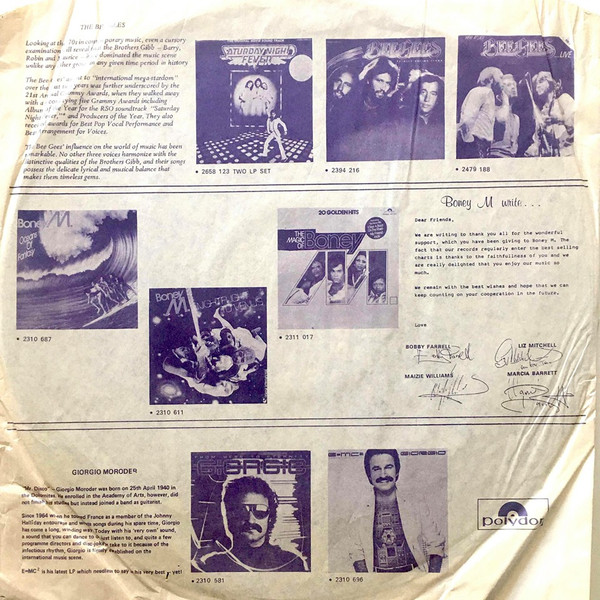 THE BEE GEES
Looking at the 70s in contemporary music, even a cursory
examination will reveal the Brothers Gibb — Barry,
Robin and Maurice dominated the music scene
unlike any other group any given time period in history
The Bee Gees to "international mega-stardom"
over the years was further underscored by the
21st Annual Grammy Awards, when they walked away
with a five Grammy Awards including
Album of the Year for the RSO soundtrack "Saturday
Night Fever," and Producers of the Year. They also
awards for Best Pop Vocal Performance and
Best Arrangement for Voices.
The Bee Gees' influence on the world of music has been
remarkable. No other three voices harmonise with the
distinctive qualities of the Brothers Gibb, and their songs
possess the delicate lyrical and musical balance that
makes them timeless gems.
SATURDAY NIGHT
FEVER
BEE GEES
BEE GEES
LIVE
• 2658 123 TWO LP SET
• 2394 216
• 2479 188
Boney M.
Oceans of
Fantasy
• 2310 687
Boney
M.
NIGHTFLIGHT
TO VENUS
• 2310 611
20 GOLDEN HITS
THE
MAGIC
OF
Boney
M.
• 2311 017
Boney M write...
Dear Friends,
We are writing to thank you all for the wonderful
support, which you have been giving to Boney M. The
fact that our records regularly enter the best selling
charts is thanks to the faithfulness of you and we
are really delighted that you enjoy our music so
much.
We remain with the best wishes and hope that we can
keep counting on your cooperation in the future.
Love
BOBBY FARRELL
LIZ MITCHELL
MAIZIE WILLIAMS
MARCIA BARRETT
GIORGIO MORODER
"Mr. Disco" – Giorgio Moroder was born on 25th April 1940 in
the Dolomites. He enrolled in the Academy of Arts, however, did
not finish his studies but instead joined a band as guitarist.
Since 1964 when he toured France as a member of the Johnny
Halliday entourage and wrote songs during his spare time, Giorgio
has come a long, winding way. Today with his 'very own' sound,
a sound that you can dance to or just listen to, and quite a few
programme directors and disc-jockeys take to it because of the
infectious rhythm, Giorgio is firmly established on the
international music scene.
E=MC² is his latest LP which needless to say is his very best yet!
GIORGIO
• 2310 581
E=MC² GIORGIO
• 2310 696
polydor